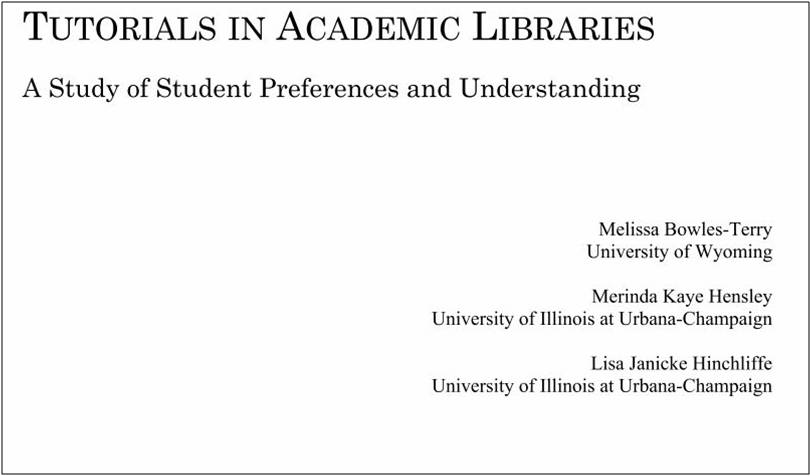 TUTORIALS IN ACADEMIC LIBRARIES
A Study of Student Preferences and Understanding
Melissa Bowles-Terry
University of Wyoming
Merinda Kaye Hensley
University of Illinois at Urbana-Champaign
Lisa Janicke Hinchliffe
University of Illinois at Urbana-Champaign